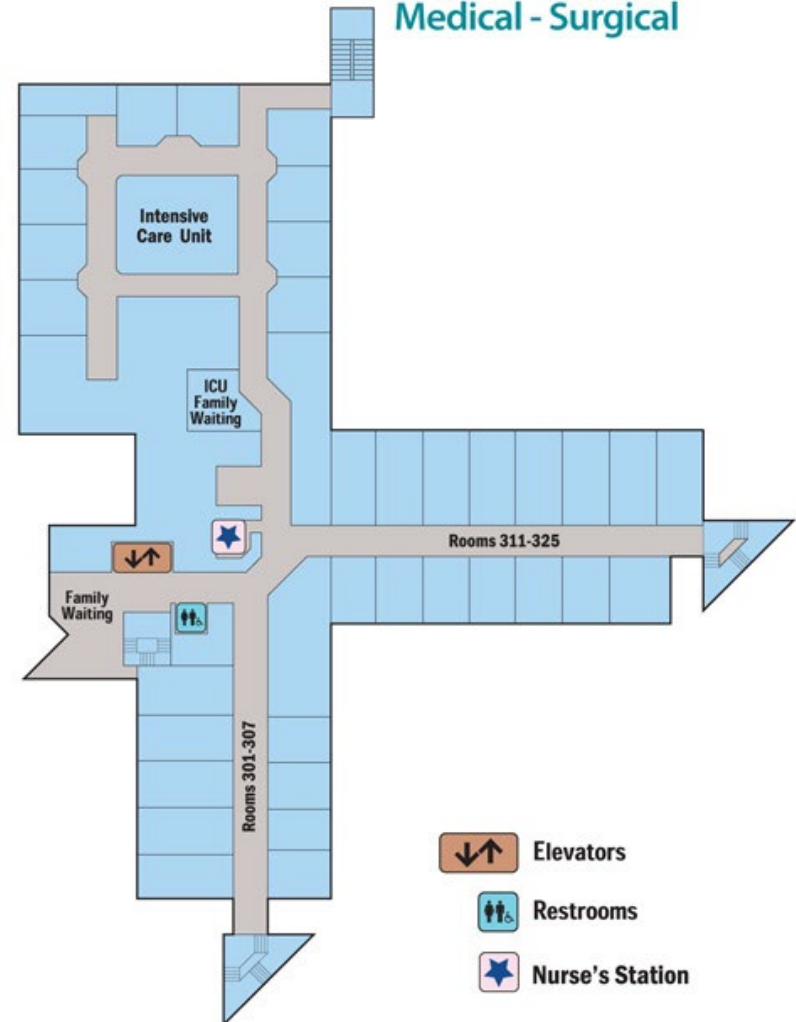 Medical - Surgical
Intensive
Care Unit
ICU
Family
Waiting
Rooms 311-325
Family
Waiting
Rooms 301-307
Elevators
Restrooms
Nurse's Station